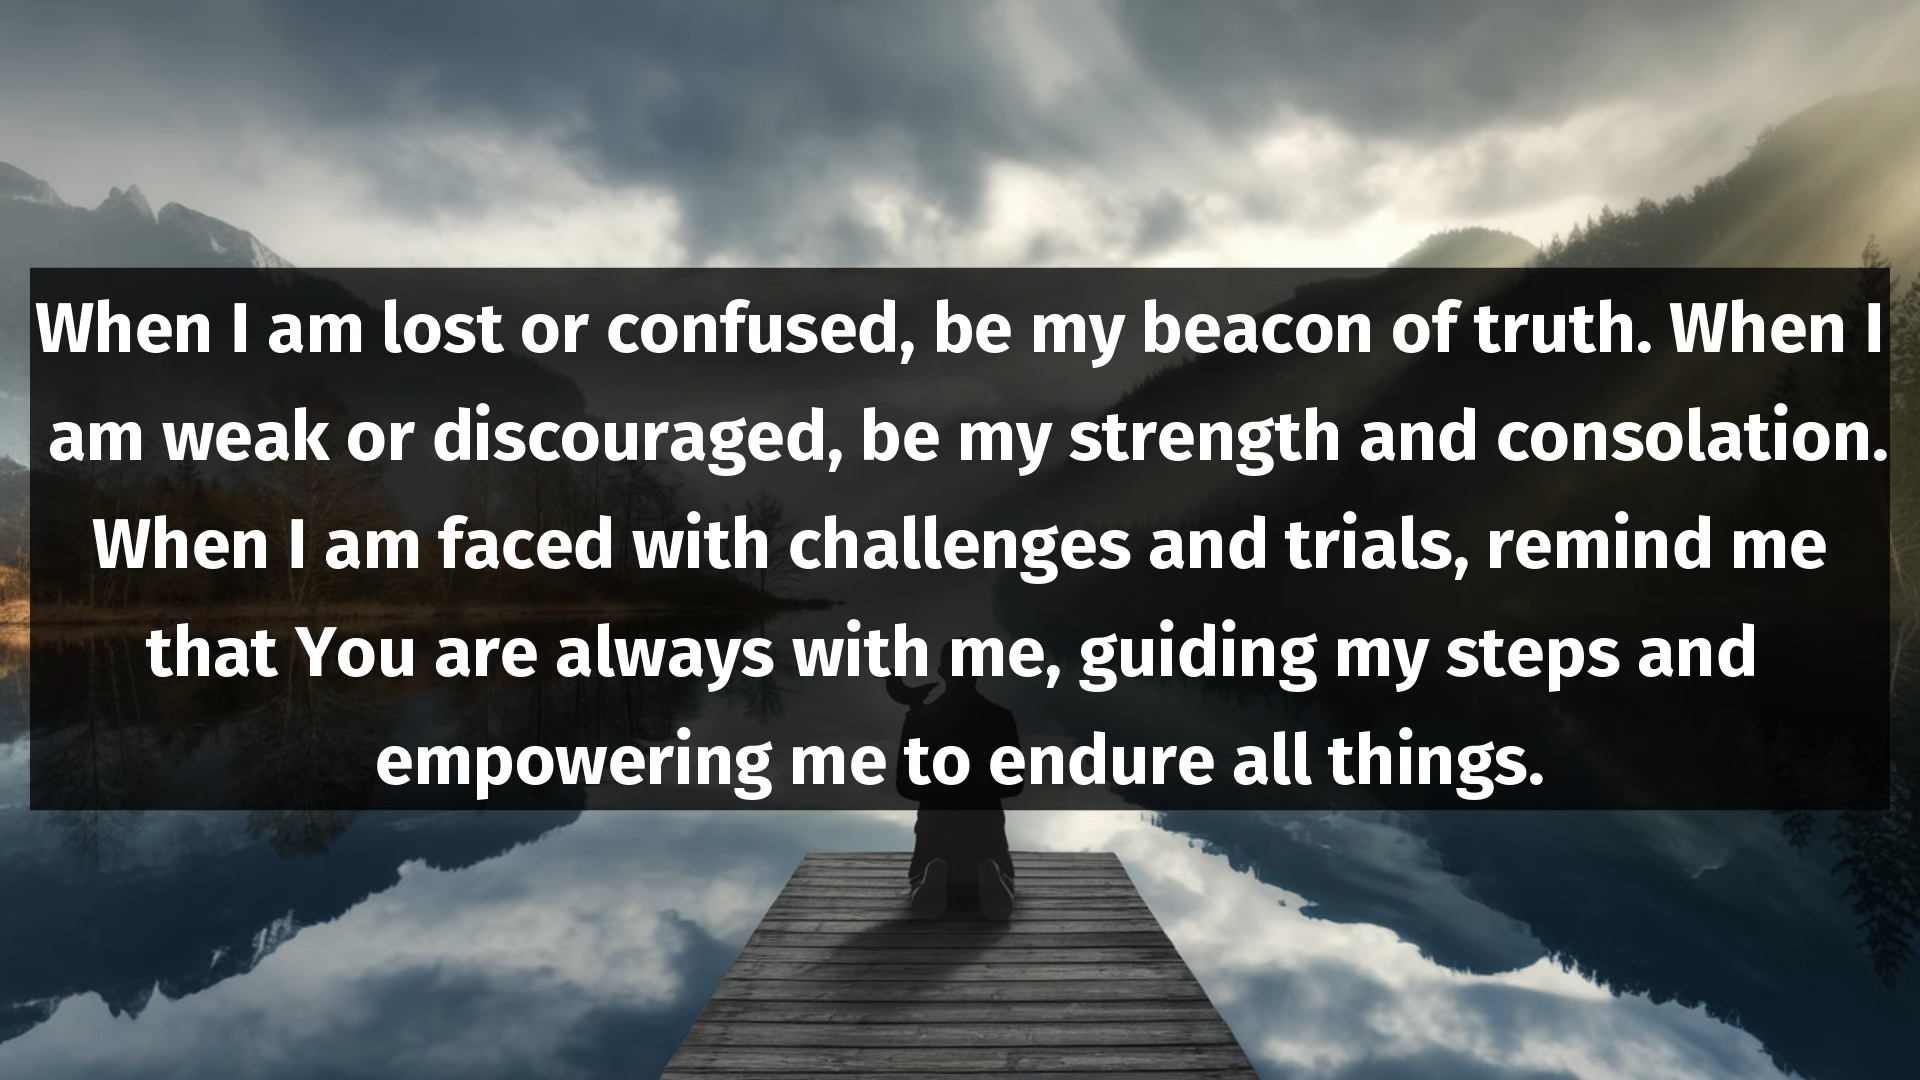 When I am lost or confused, be my beacon of truth. When I
am weak or discouraged, be my strength and consolation.
When I am faced with challenges and trials, remind me
that You are always with me, guiding my steps and
empowering me to endure all things.